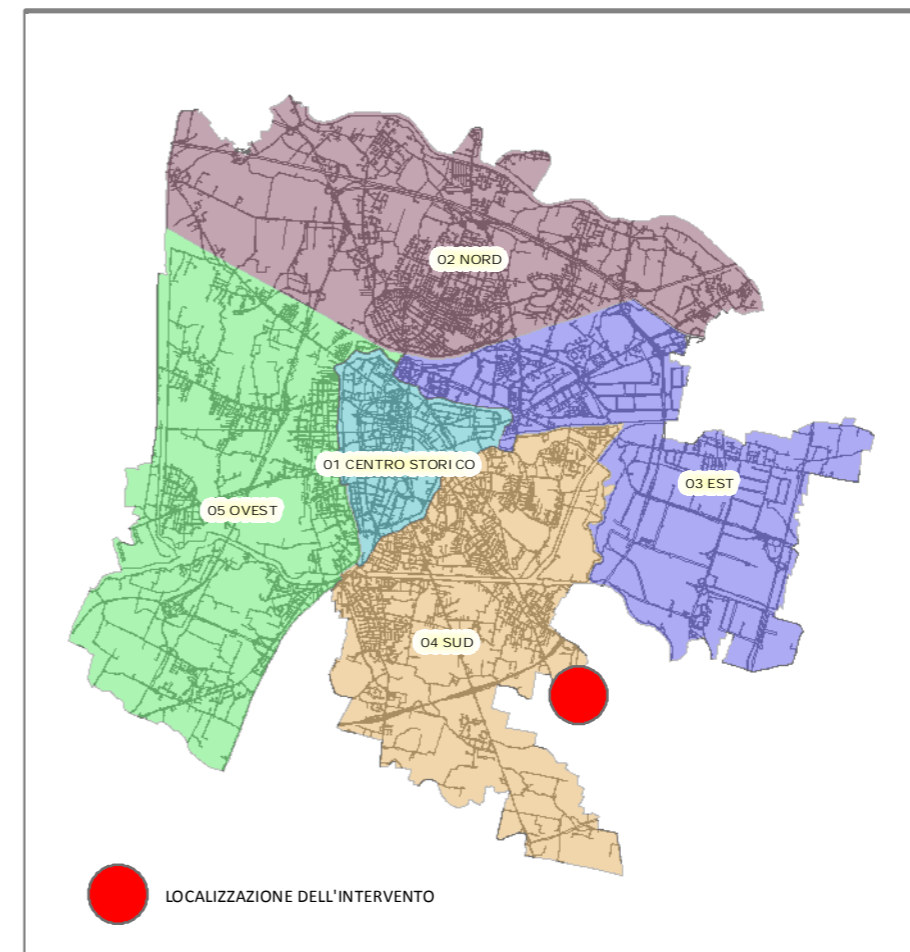 02 NORD
01 CENTRO STORICO
03 EST
05 OVEST
04 SUD
LOCALIZZAZIONE DELL'INTERVENTO